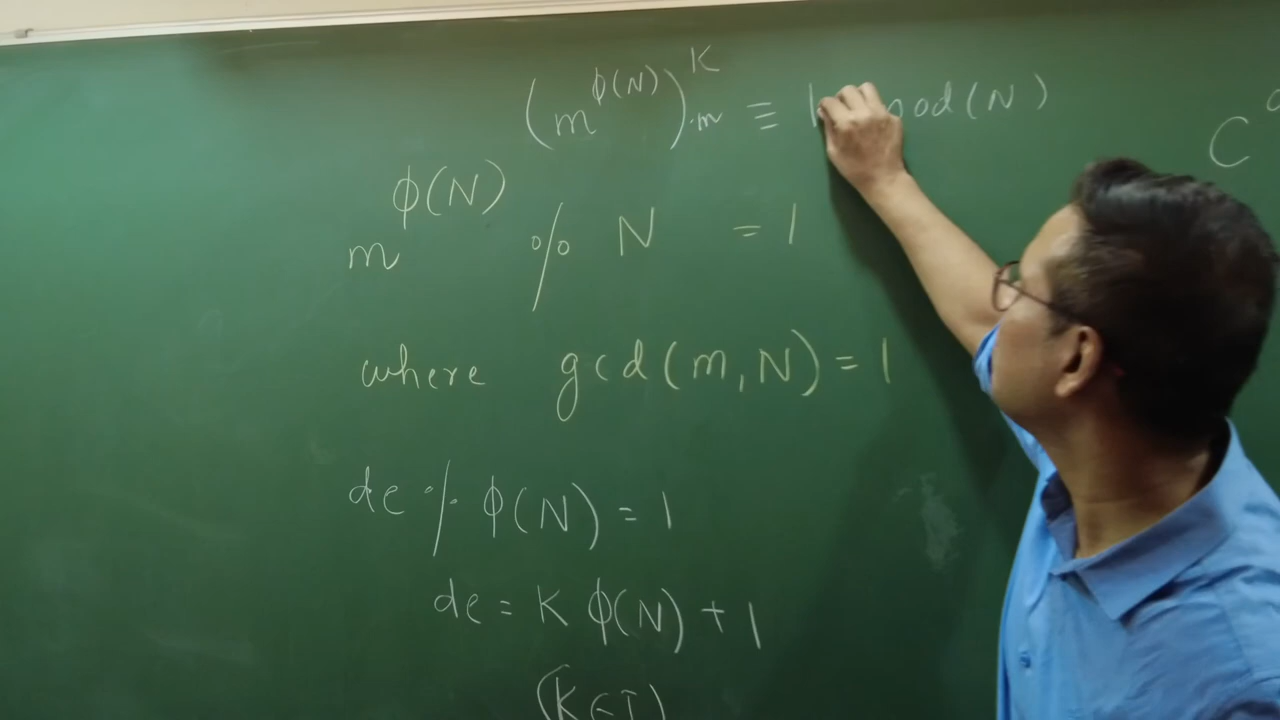 (m^φ(N))^K .m ≡ 1 mod(N)
C
m^φ(N) % N = 1
where gcd(m,N) = 1
de % φ(N) = 1
de = K φ(N) + 1
(K ∈ I)